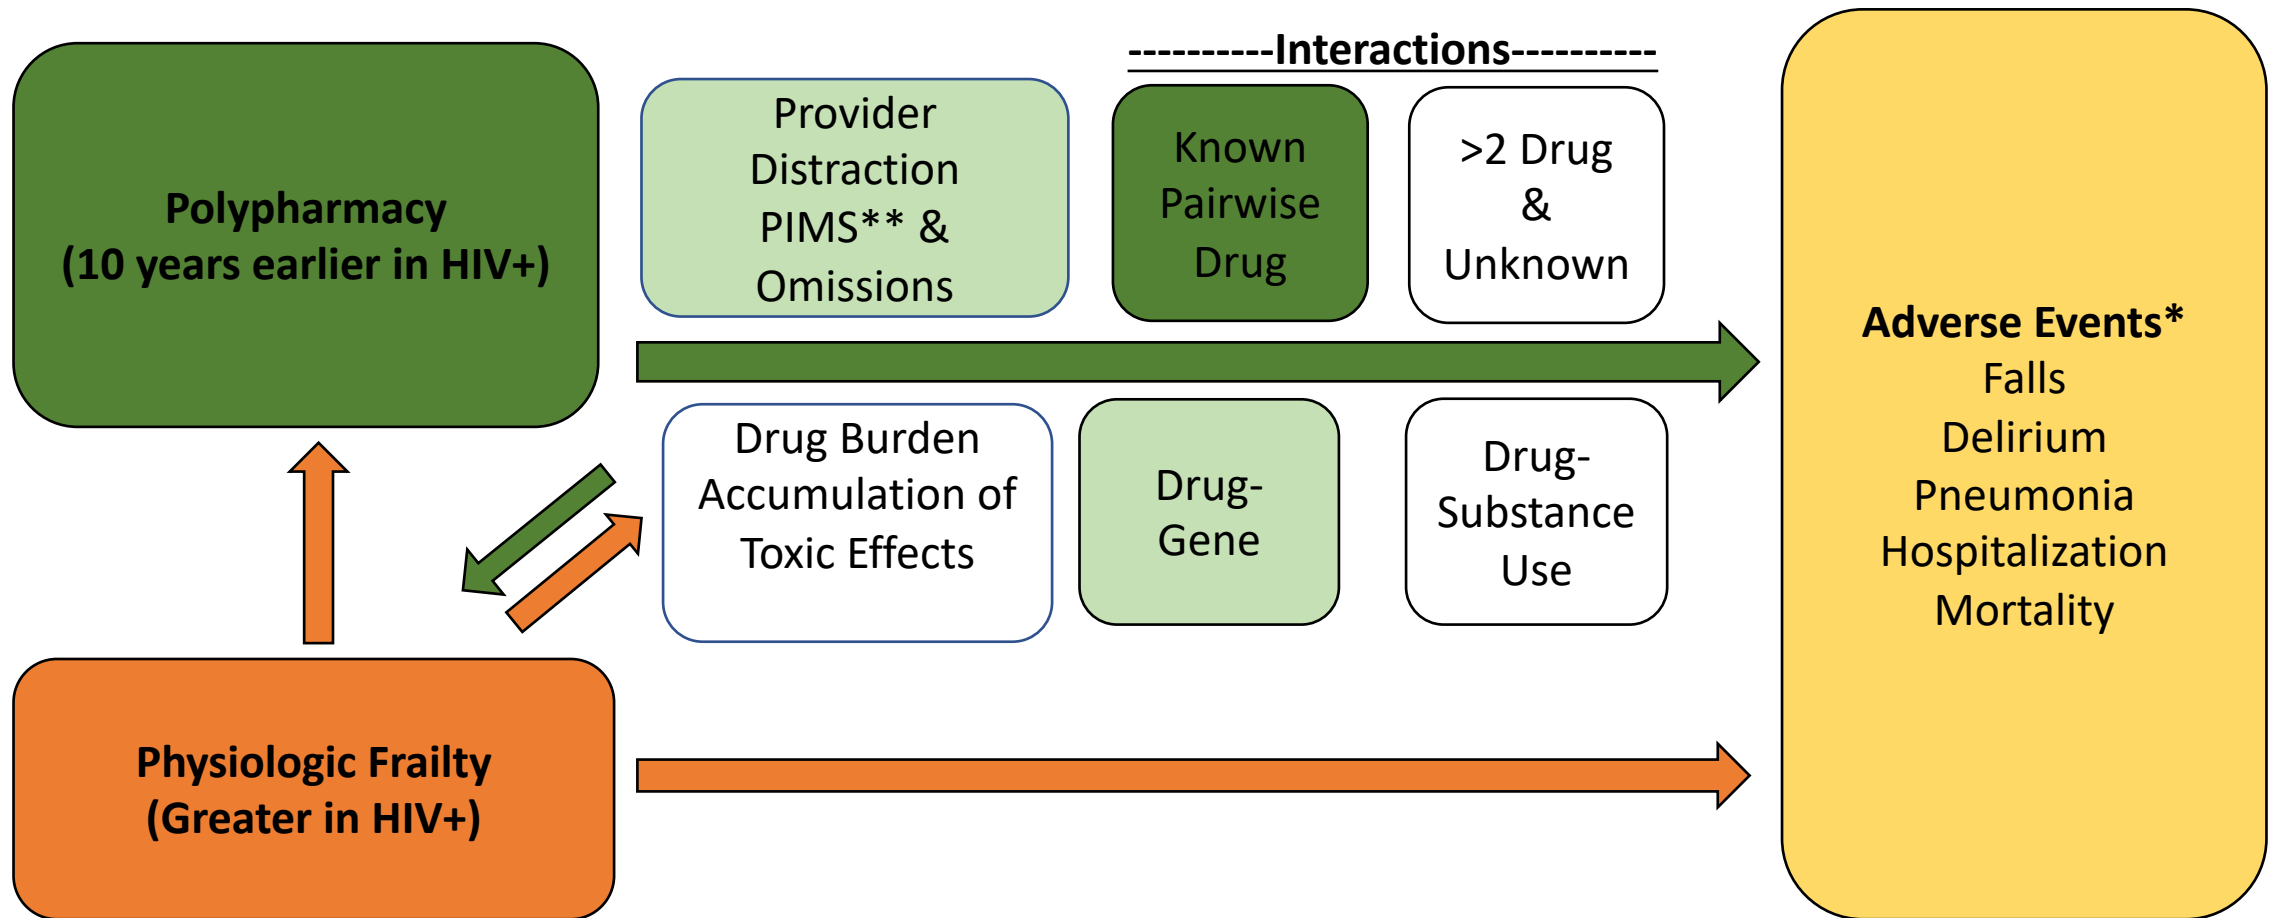 ----------Interactions----------
Polypharmacy
(10 years earlier in HIV+)
Provider
Distraction
PIMS** &
Omissions
Known
Pairwise
Drug
>2 Drug
&
Unknown
Drug Burden
Accumulation of
Toxic Effects
Drug-
Gene
Drug-
Substance
Use
Physiologic Frailty
(Greater in HIV+)
Adverse Events*
Falls
Delirium
Pneumonia
Hospitalization
Mortality